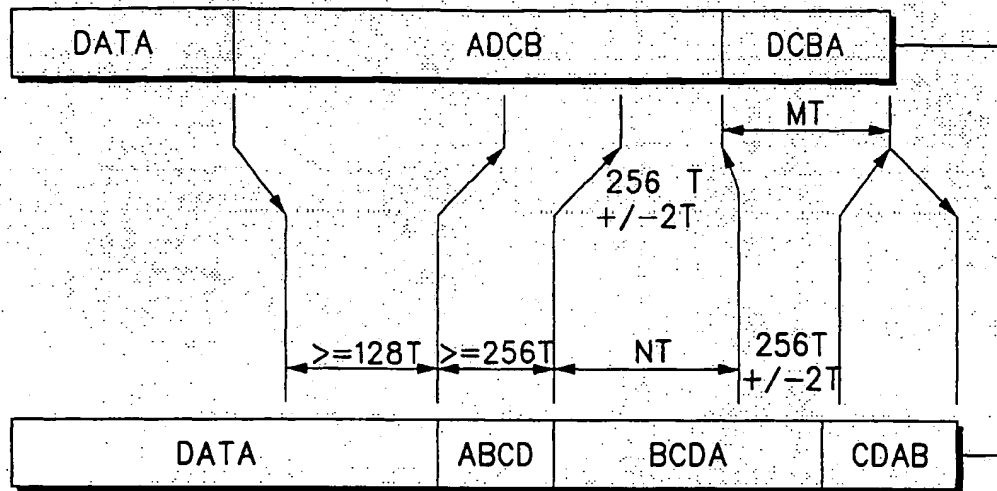 DATA ADCB DCBA
MT
256 T
+/-2T
>=128T >=256T NT 256T
+/-2T
DATA ABCD BCDA CDAB